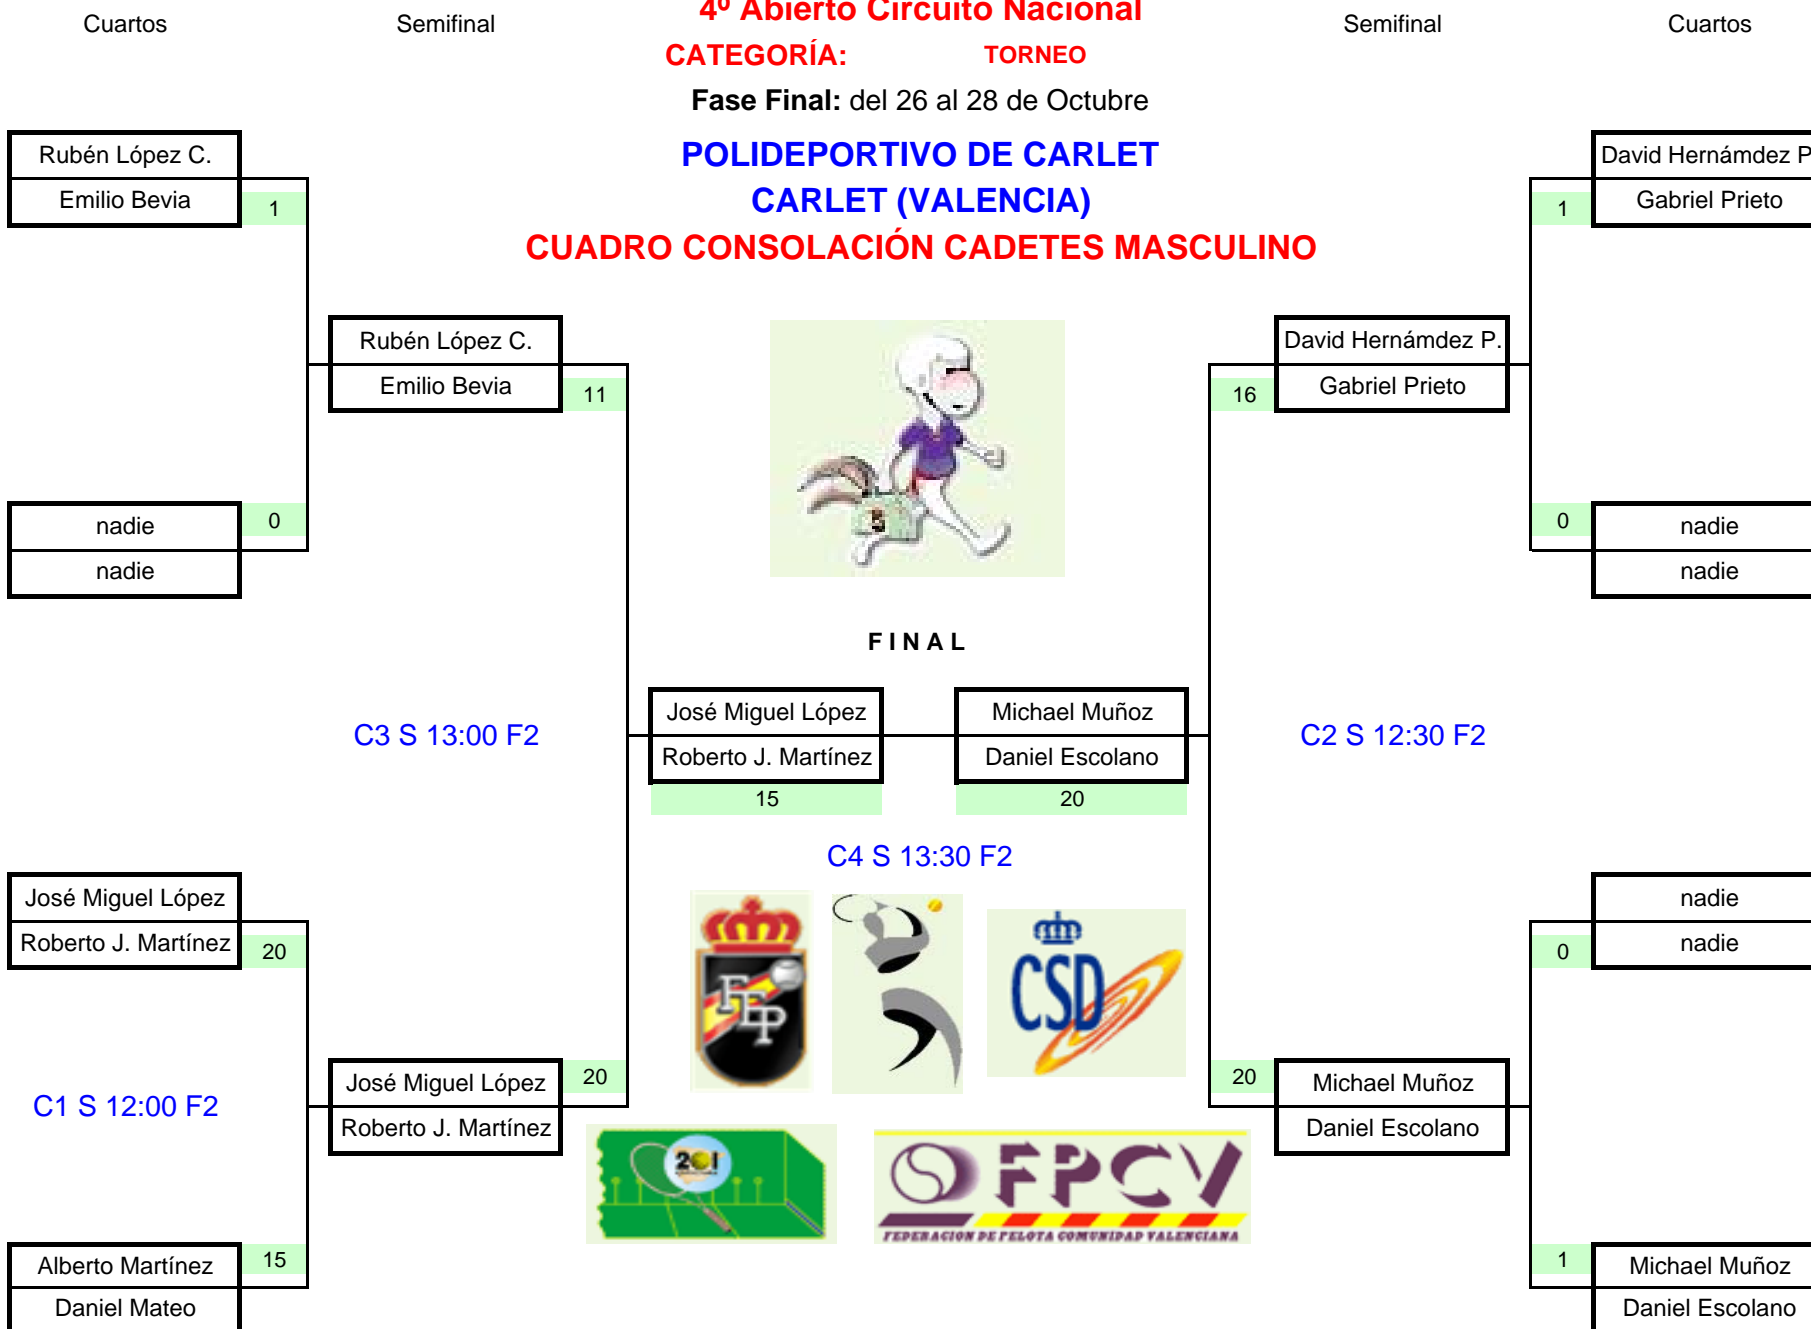 4º Abierto Circuito Nacional
Cuartos Semifinal Semifinal Cuartos
CATEGORÍA: TORNEO
Fase Final: del 26 al 28 de Octubre
POLIDEPORTIVO DE CARLET
CARLET (VALENCIA)
CUADRO CONSOLACIÓN CADETES MASCULINO
Rubén López C.
Emilio Bevia
1
David Hernámdez P
Gabriel Prieto
1
Rubén López C.
Emilio Bevia
11
David Hernámdez P.
Gabriel Prieto
16
nadie
nadie
0
nadie
nadie
0
FINAL
José Miguel López
Roberto J. Martínez
15
Michael Muñoz
Daniel Escolano
20
C3 S 13:00 F2
C2 S 12:30 F2
C4 S 13:30 F2
José Miguel López
Roberto J. Martínez
20
nadie
nadie
0
FEP
CSD
C1 S 12:00 F2
José Miguel López
Roberto J. Martínez
20
Michael Muñoz
Daniel Escolano
20
201
FPCV
FEDERACION DE PELOTA COMUNIDAD VALENCIANA
Alberto Martínez
Daniel Mateo
15
Michael Muñoz
Daniel Escolano
1